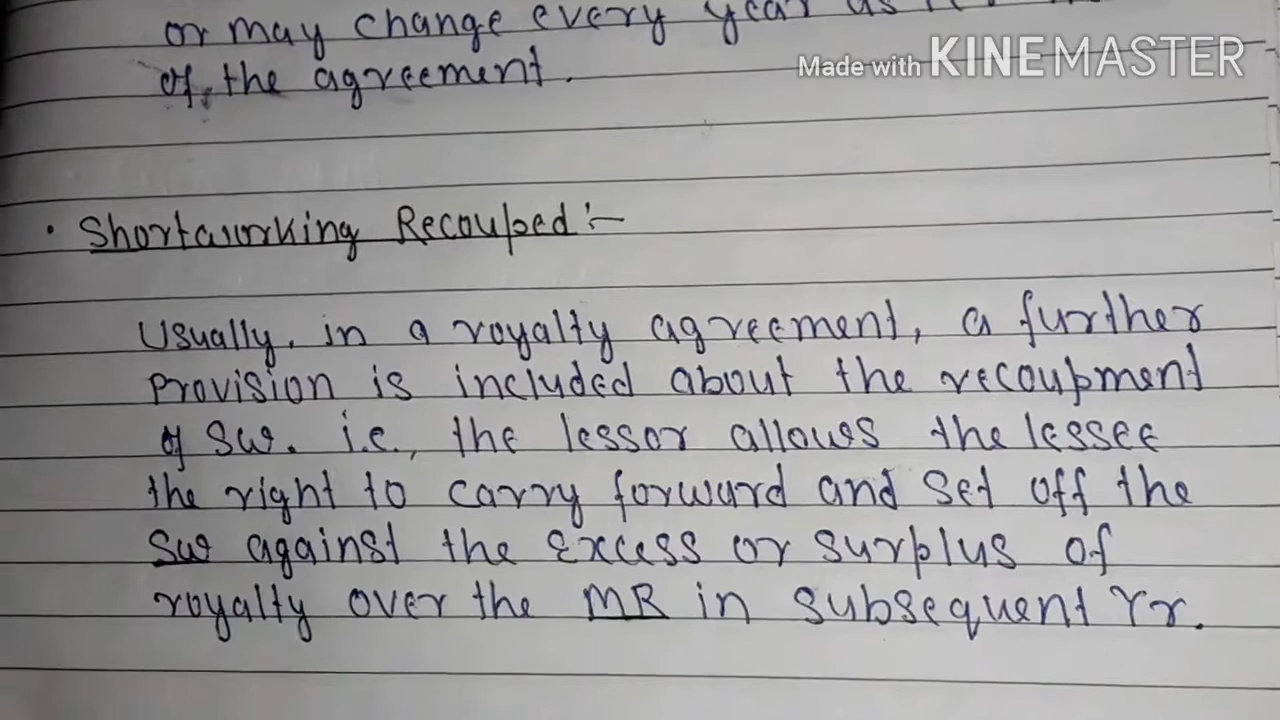 or may change every year as
of the agreement.
Made with KINEMASTER
• Shortworking Recouped :-
Usually, in a royalty agreement, a further
provision is included about the recoupment
of SW. i.e., the lessor allows the lessee
the right to carry forward and set off the
SW against the excess or surplus of
royalty over the MR in subsequent Yr.